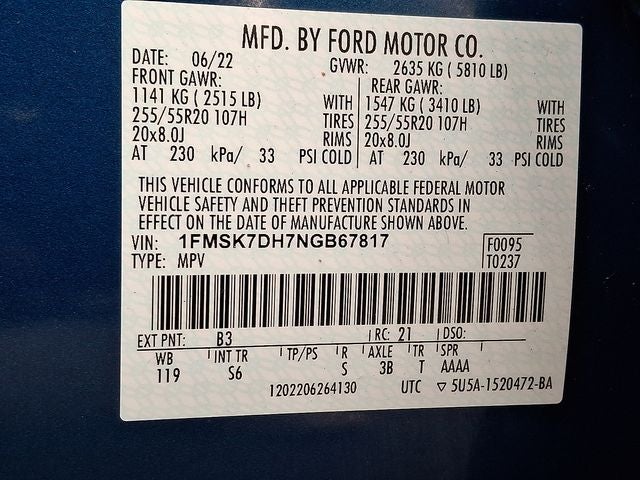 MFD. BY FORD MOTOR CO.
DATE: 06/22 GVWR: 2635 KG ( 5810 LB)
FRONT GAWR: REAR GAWR:
1141 KG ( 2515 LB) WITH 1547 KG ( 3410 LB) WITH
255/55R20 107H TIRES 255/55R20 107H TIRES
20x8.0J RIMS 20x8.0J RIMS
AT 230 kPa/ 33 PSI COLD AT 230 kPa/ 33 PSI COLD
THIS VEHICLE CONFORMS TO ALL APPLICABLE FEDERAL MOTOR
VEHICLE SAFETY AND THEFT PREVENTION STANDARDS IN
EFFECT ON THE DATE OF MANUFACTURE SHOWN ABOVE.
VIN: 1FMSK7DH7NGB67817 F0095
TYPE: MPV T0237
EXT PNT: B3 RC: 21 DSO:
WB INT TR TP/PS R AXLE TR SPR
119 S6 S 3B T AAAA
1202206264130 UTC ▽ 5U5A-1520472-BA